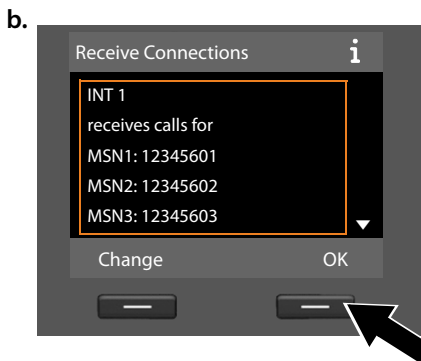 b.
Receive Connections i
INT 1
receives calls for
MSN1: 12345601
MSN2: 12345602
MSN3: 12345603
Change OK